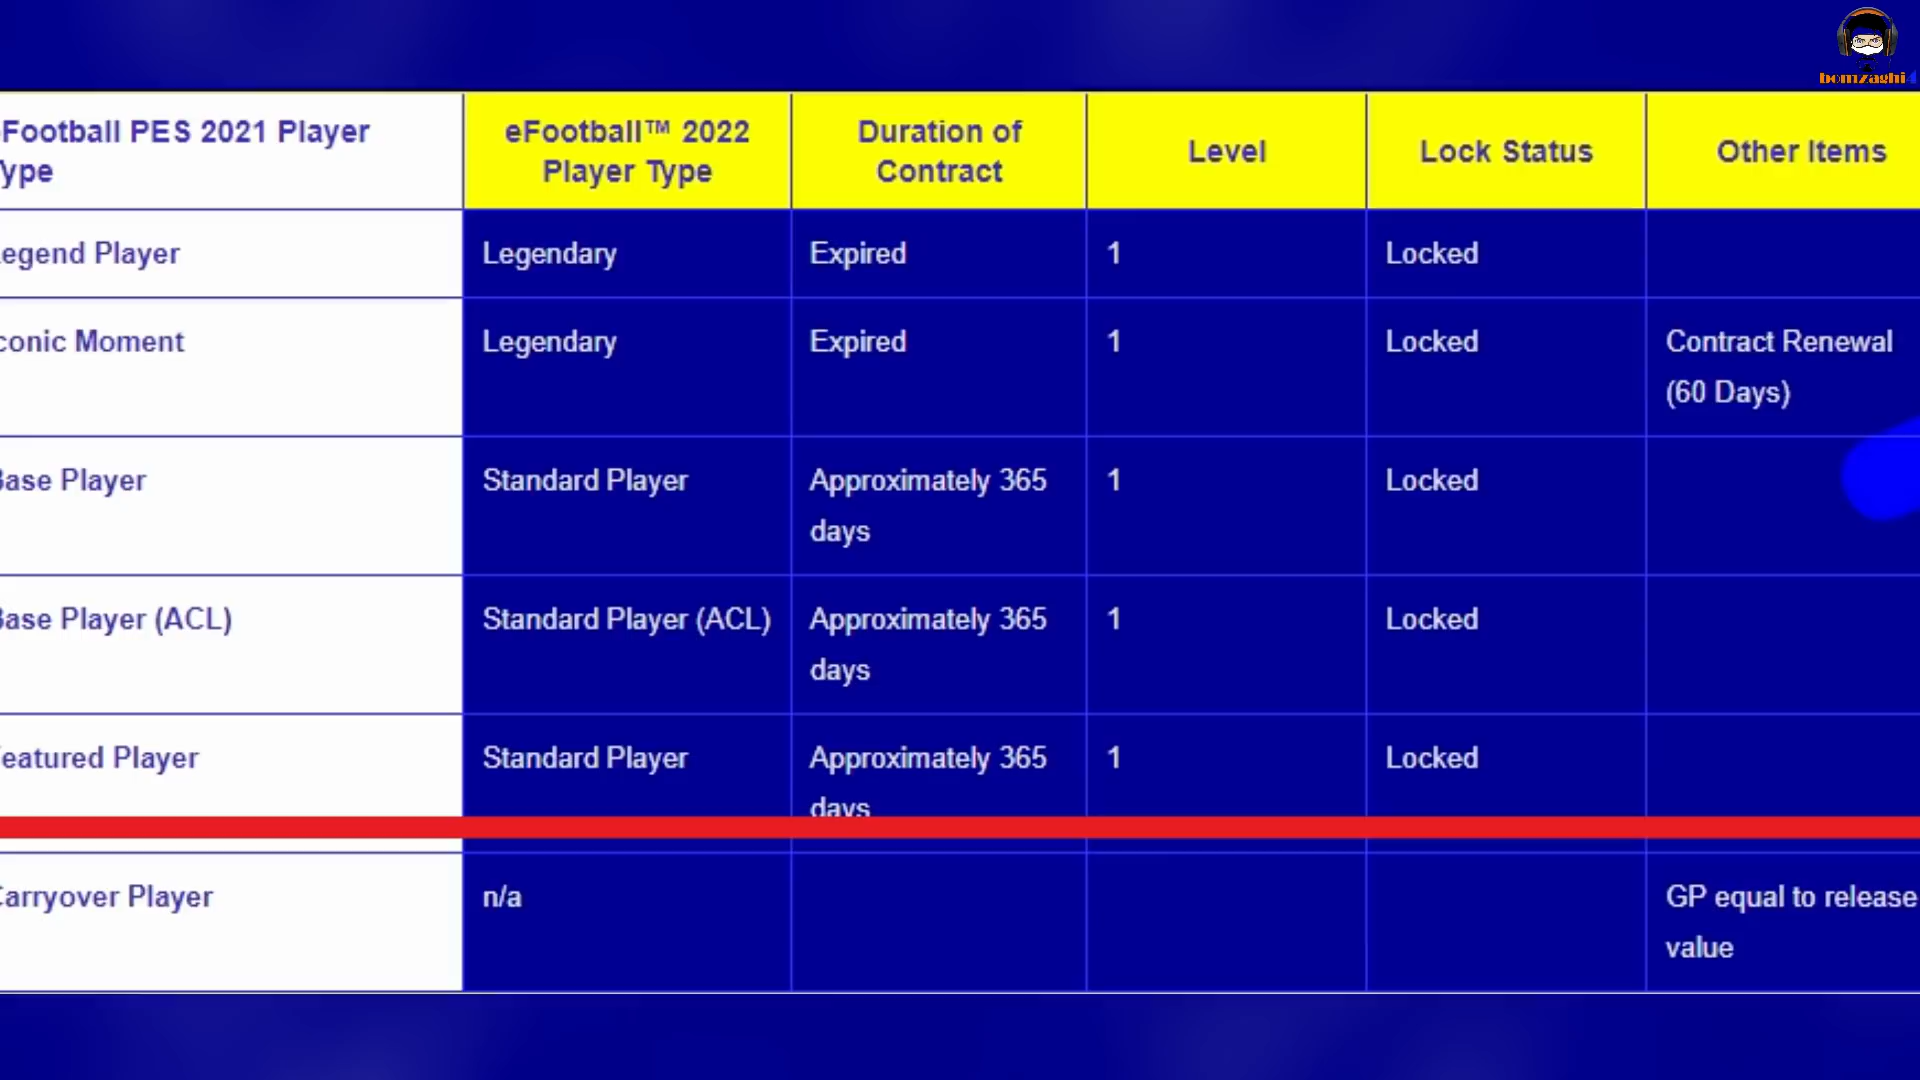 bomzaghi
Football PES 2021 Player
ype
eFootball™ 2022
Player Type
Duration of
Contract
Level
Lock Status
Other Items
egend Player
Legendary
Expired
1
Locked
conic Moment
Legendary
Expired
1
Locked
Contract Renewal
(60 Days)
Base Player
Standard Player
Approximately 365
days
1
Locked
Base Player (ACL)
Standard Player (ACL)
Approximately 365
days
1
Locked
eatured Player
Standard Player
Approximately 365
days
1
Locked
Carryover Player
n/a
GP equal to release
value